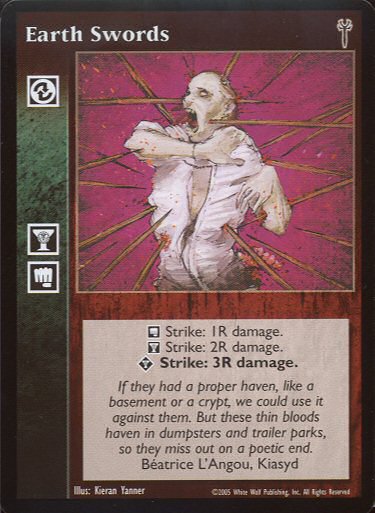 Earth Swords
Strike: 1R damage.
Strike: 2R damage.
Strike: 3R damage.
If they had a proper haven, like a
basement or a crypt, we could use it
against them. But these thin bloods
haven in dumpsters and trailer parks,
so they miss out on a poetic end.
Béatrice L'Angou, Kiasyd
Illus: Kieran Yanner
©2005 White Wolf Publishing, Inc. All Rights Reserved